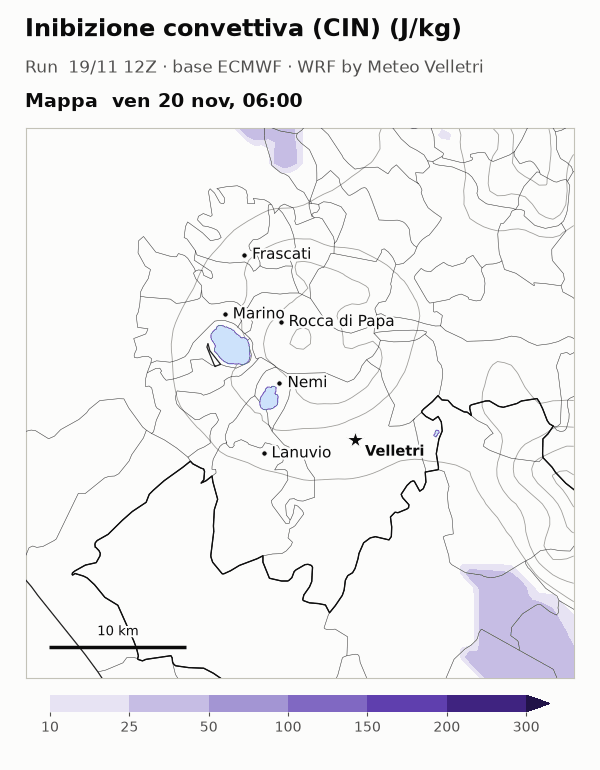 Inibizione convettiva (CIN) (J/kg)
Run  19/11 12Z · base ECMWF · WRF by Meteo Velletri
Mappa  ven 20 nov, 06:00
Frascati
Marino
Rocca di Papa
Nemi
Velletri
Lanuvio
10 km
10 25 50 100 150 200 300